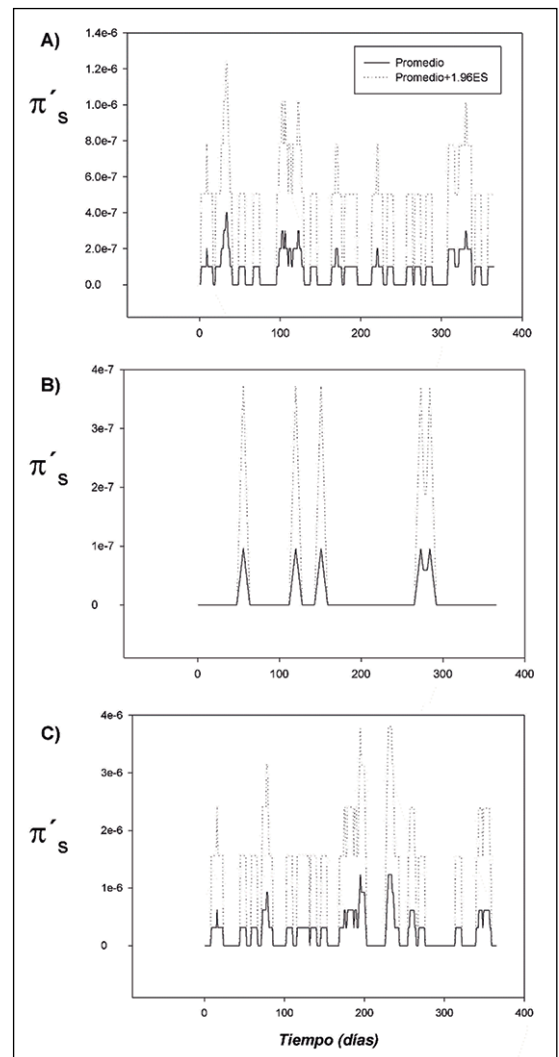 A)
1.4e-6
1.2e-6
1.0e-6
8.0e-7
6.0e-7
4.0e-7
2.0e-7
0.0
π´s
Promedio
Promedio+1.96ES
0 100 200 300 400
B)
4e-7
3e-7
2e-7
1e-7
0
π´s
0 100 200 300 400
C)
4e-6
3e-6
2e-6
1e-6
0
π´s
0 100 200 300 400
Tiempo (días)